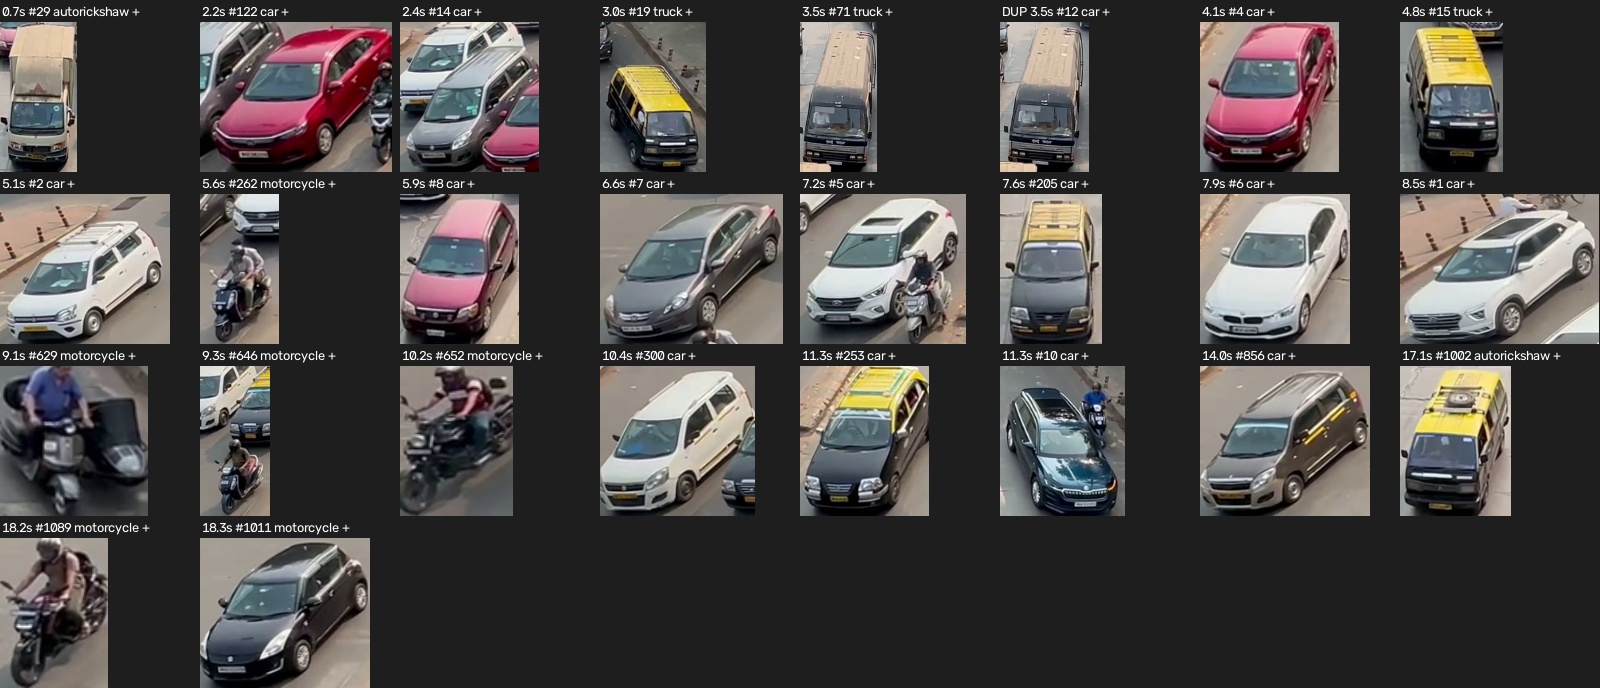 0.7s #29 autorickshaw +
2.2s #122 car +
2.4s #14 car +
3.0s #19 truck +
3.5s #71 truck +
DUP 3.5s #12 car +
4.1s #4 car +
4.8s #15 truck +
5.1s #2 car +
5.6s #262 motorcycle +
5.9s #8 car +
6.6s #7 car +
7.2s #5 car +
7.6s #205 car +
7.9s #6 car +
8.5s #1 car +
9.1s #629 motorcycle +
9.3s #646 motorcycle +
10.2s #652 motorcycle +
10.4s #300 car +
11.3s #253 car +
11.3s #10 car +
14.0s #856 car +
17.1s #1002 autorickshaw +
18.2s #1089 motorcycle +
18.3s #1011 motorcycle +